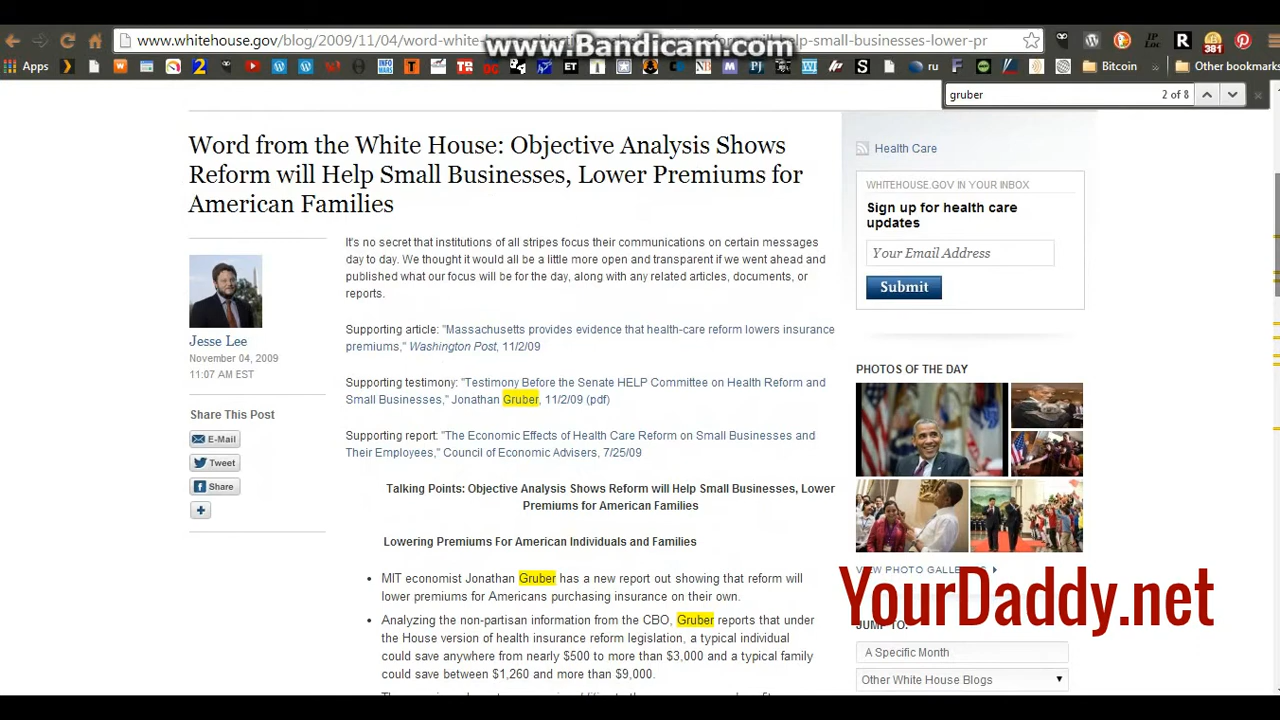 www.Bandicam.com
www.whitehouse.gov/blog/2009/11/04/word-white-ho
help-small-businesses-lower-pr
Apps
Bitcoin
Other bookmarks
gruber 2 of 8
Word from the White House: Objective Analysis Shows
Reform will Help Small Businesses, Lower Premiums for
American Families
Jesse Lee
November 04, 2009
11:07 AM EST
Share This Post
E-Mail
Tweet
Share
It's no secret that institutions of all stripes focus their communications on certain messages
day to day. We thought it would all be a little more open and transparent if we went ahead and
published what our focus will be for the day, along with any related articles, documents, or
reports.
Supporting article: "Massachusetts provides evidence that health-care reform lowers insurance
premiums," Washington Post, 11/2/09
Supporting testimony: "Testimony Before the Senate HELP Committee on Health Reform and
Small Businesses," Jonathan Gruber, 11/2/09 (pdf)
Supporting report: "The Economic Effects of Health Care Reform on Small Businesses and
Their Employees," Council of Economic Advisers, 7/25/09
Talking Points: Objective Analysis Shows Reform will Help Small Businesses, Lower
Premiums for American Families
Lowering Premiums For American Individuals and Families
• MIT economist Jonathan Gruber has a new report out showing that reform will
lower premiums for Americans purchasing insurance on their own.
• Analyzing the non-partisan information from the CBO, Gruber reports that under
the House version of health insurance reform legislation, a typical individual
could save anywhere from nearly $500 to more than $3,000 and a typical family
could save between $1,260 and more than $9,000.
Health Care
WHITEHOUSE.GOV IN YOUR INBOX
Sign up for health care
updates
Your Email Address
Submit
PHOTOS OF THE DAY
VIEW PHOTO
YourDaddy.net
JUMP TO:
A Specific Month
Other White House Blogs